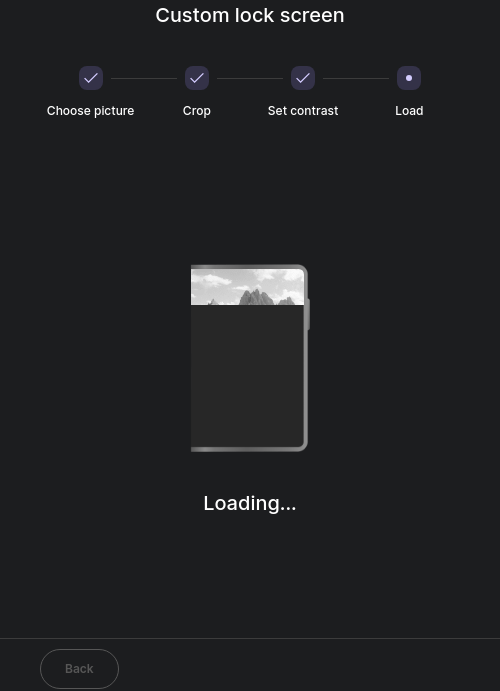 Custom lock screen
Choose picture
Crop
Set contrast
Load
Loading...
Back